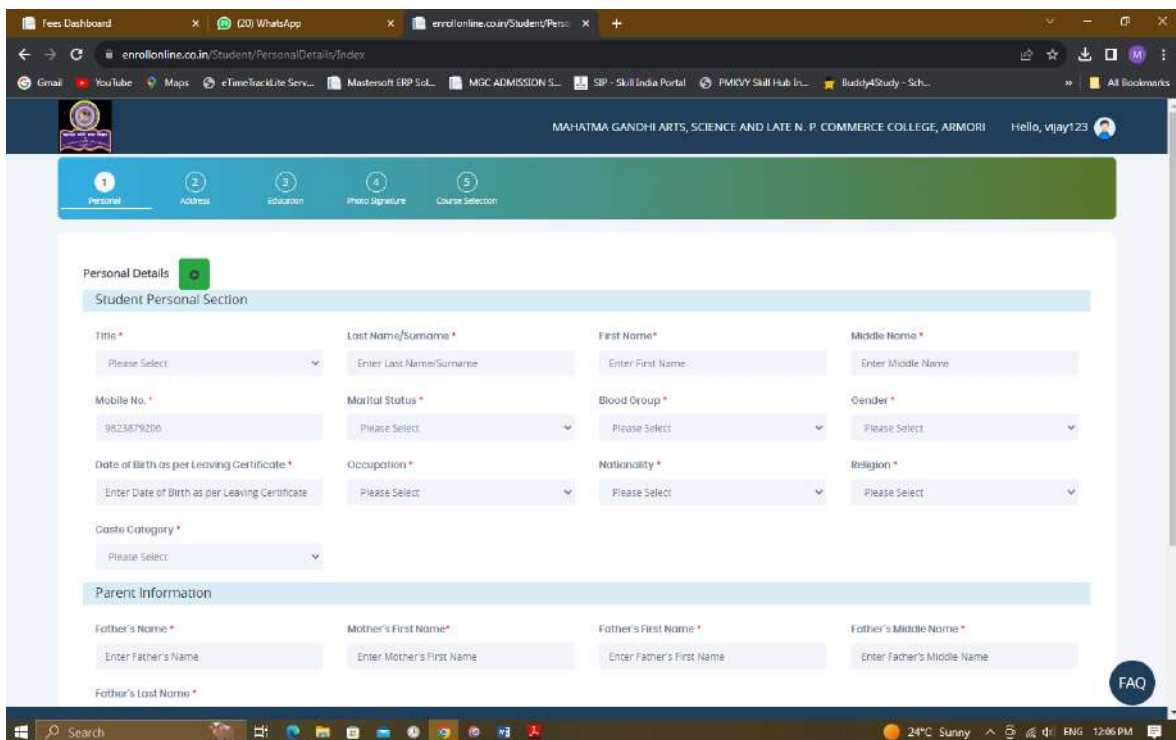 Fees Dashboard
(20) WhatsApp
enrollonline.co.in/Student/Perso
enrollonline.co.in/Student/PersonalDetails/Index
Gmail YouTube Maps eTimeTrackLite Serv... Mastersoft ERP Sol... MGC ADMISSION S... SIP - Skill India Portal PMKVY Skill Hub In... Buddy4Study - Sch... » All Bookmarks
MAHATMA GANDHI ARTS, SCIENCE AND LATE N. P. COMMERCE COLLEGE, ARMORI Hello, vijay123
1 2 3 4 5
Personal Address Education Photo Signature Course Selection
Personal Details
Student Personal Section
Title * Last Name/Surname * First Name* Middle Name *
Please Select Enter Last Name/Surname Enter First Name Enter Middle Name
Mobile No. * Marital Status * Blood Group * Gender *
9823879206 Please Select Please Select Please Select
Date of Birth as per Leaving Certificate * Occupation * Nationality * Religion *
Enter Date of Birth as per Leaving Certificate Please Select Please Select Please Select
Caste Category *
Please Select
Parent Information
Father's Name * Mother's First Name* Father's First Name * Father's Middle Name *
Enter Father's Name Enter Mother's First Name Enter Father's First Name Enter Father's Middle Name
Father's Last Name *
FAQ
Search 24°C Sunny ENG 12:06 PM